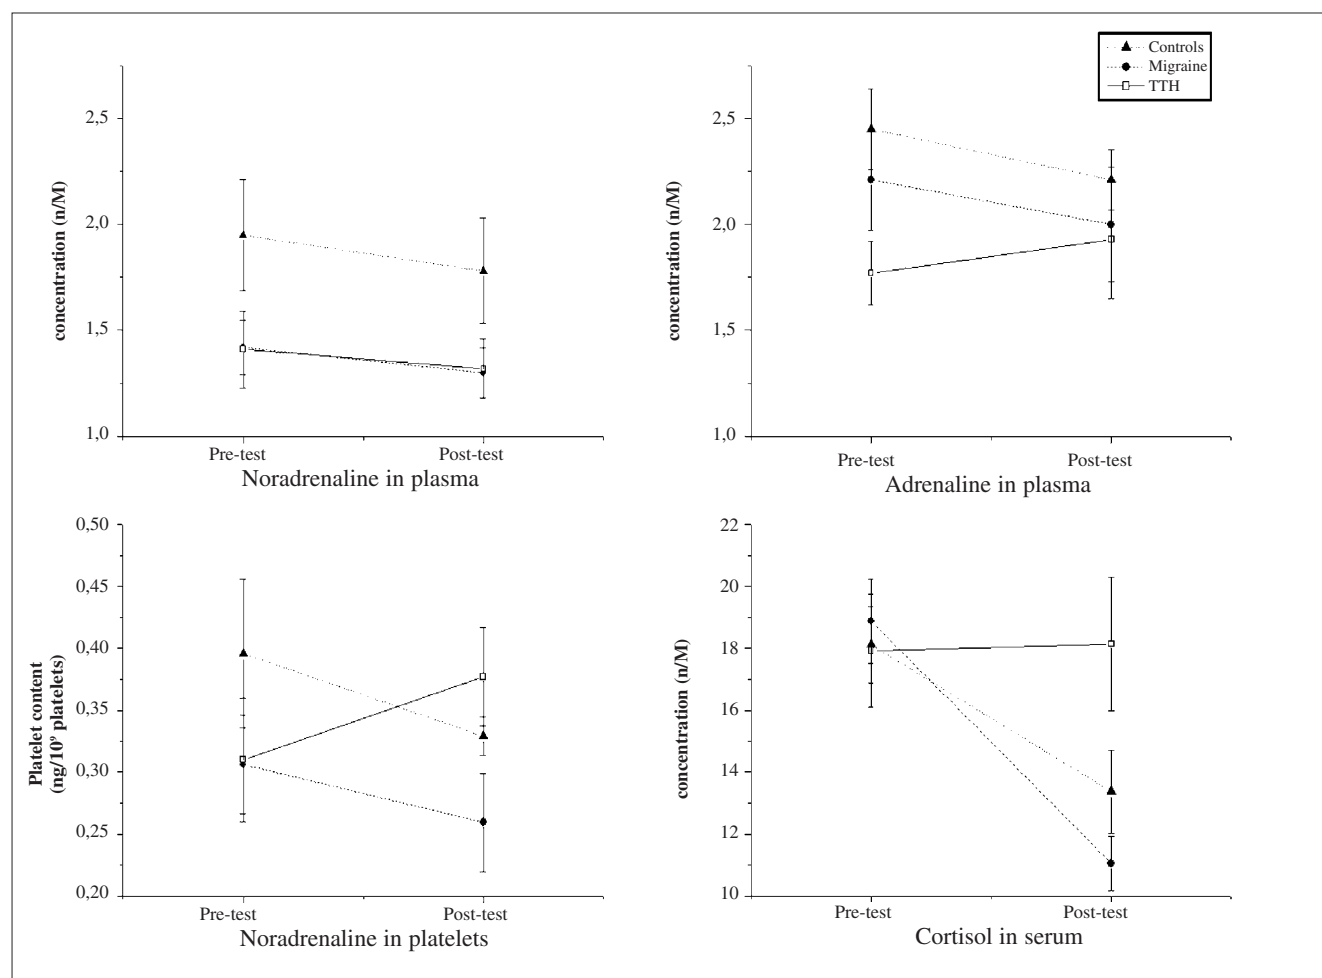 Controls
Migraine
TTH
2,5
2,0
1,5
1,0
concentration (n/M)
Pre-test
Post-test
Noradrenaline in plasma
2,5
2,0
1,5
1,0
concentration (n/M)
Pre-test
Post-test
Adrenaline in plasma
0,50
0,45
0,40
0,35
0,30
0,25
0,20
Platelet content
(ng/10⁹ platelets)
Pre-test
Post-test
Noradrenaline in platelets
22
20
18
16
14
12
10
concentration (n/M)
Pre-test
Post-test
Cortisol in serum